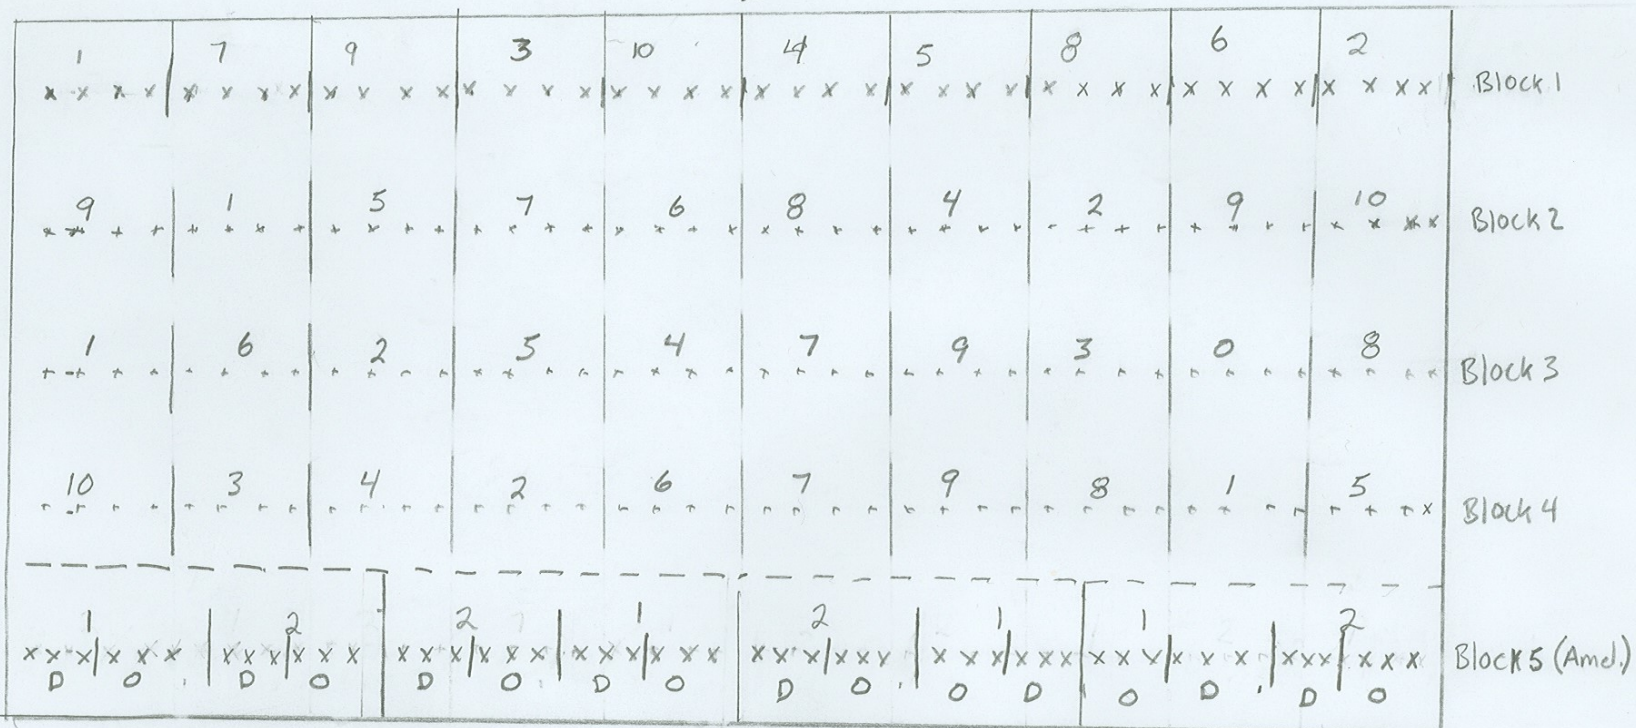 1 7 9 3 10 4 5 8 6 2 Block 1
x x x x x x x x x x x x x x x x x x x x x x x x x x x x x x x x x x x x x x x x
9 1 5 7 6 8 4 2 9 10 Block 2
1 6 2 5 4 7 9 3 0 8 Block 3
10 3 4 2 6 7 9 8 1 5 Block 4
1 2 2 1 2 1 1 2
x x x x x x x x x x x x x x x x x x x x x x x x x x x x x x x x x x x x x x x x x x x x x x x x Block 5 (Amel.)
D O D O D O D O D O O D O D D O